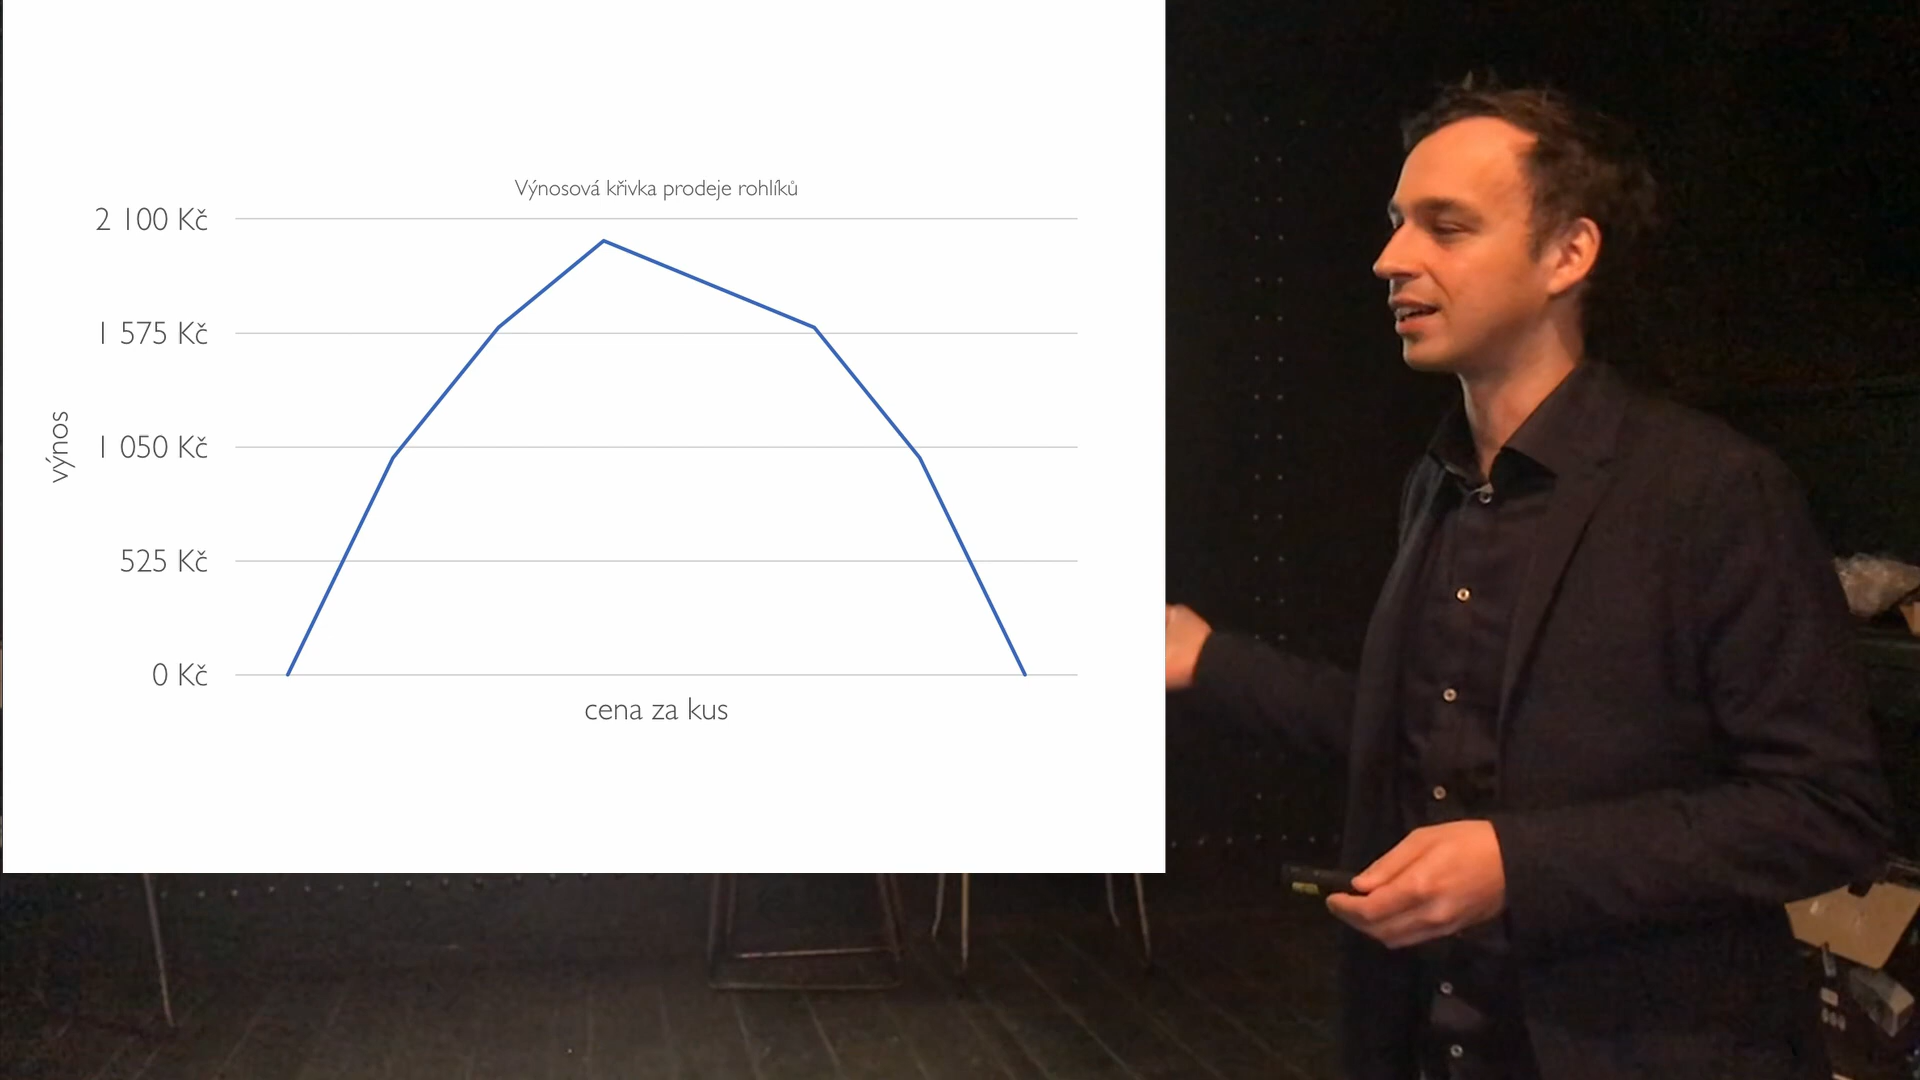 Výnosová křivka prodeje rohlíků
2 100 Kč
1 575 Kč
1 050 Kč
525 Kč
0 Kč
výnos
cena za kus